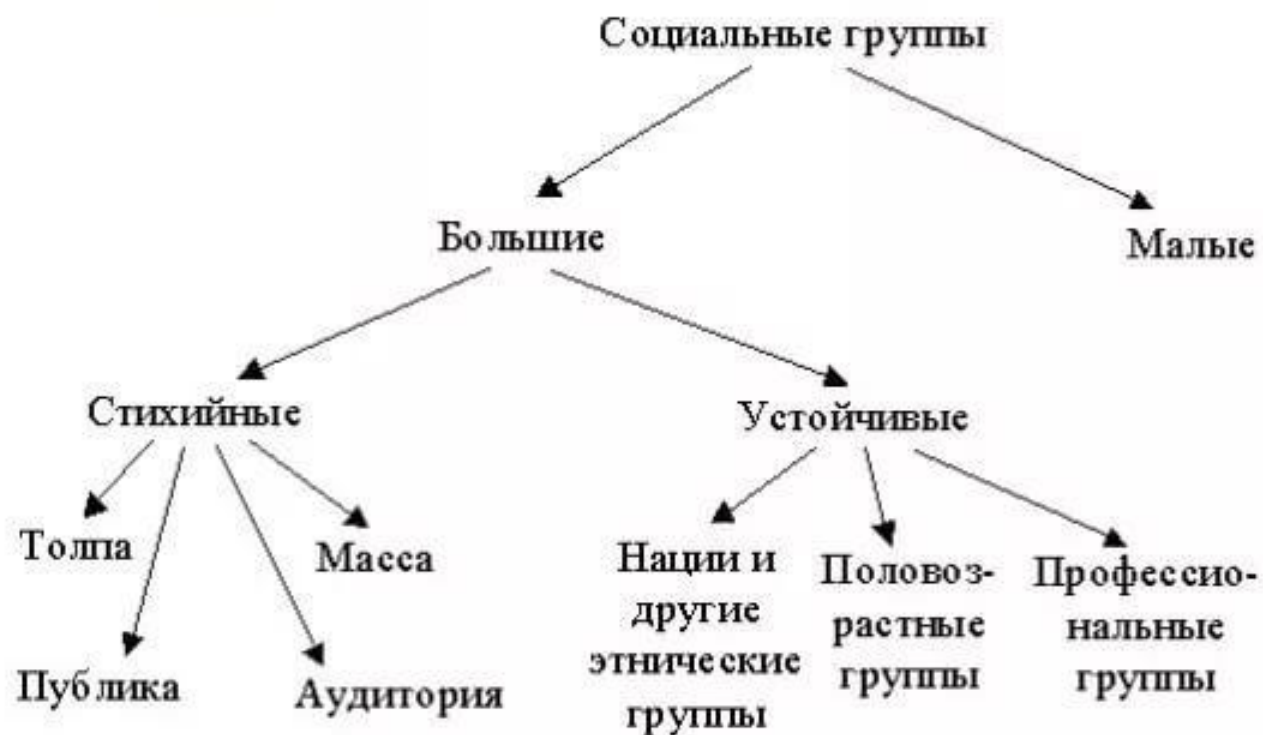 Социальные группы
Большие
Малые
Стихийные
Устойчивые
Толпа
Масса
Публика
Аудитория
Нации и
другие
этнические
группы
Половоз-
растные
группы
Профессио-
нальные
группы